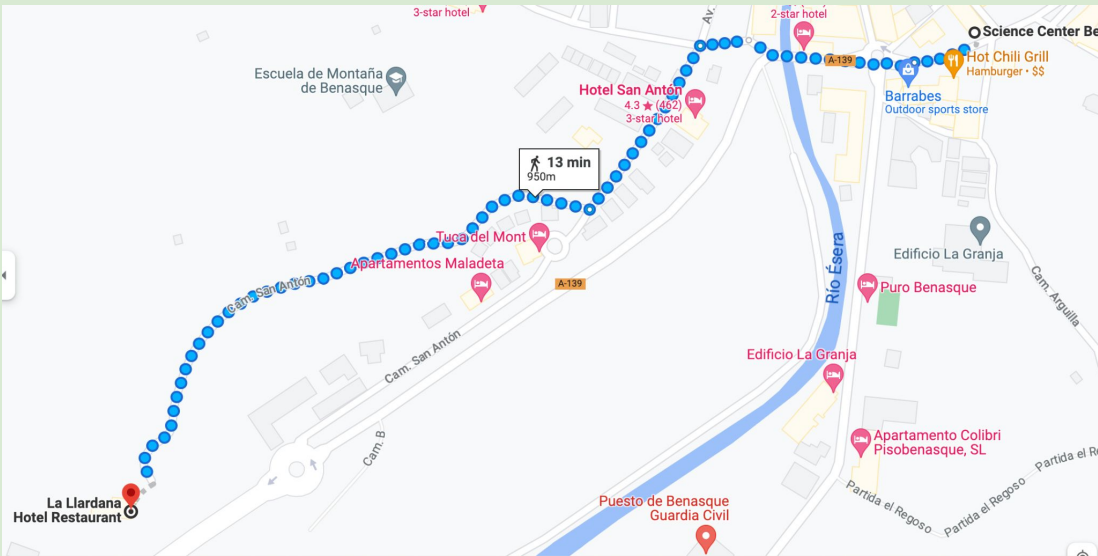 3-star hotel
Av.
2-star hotel
Science Center Be
A-139
Hot Chili Grill
Hamburger • $$
Escuela de Montaña
de Benasque
Hotel San Antón
4.3 ★ (462)
3-star hotel
Barrabes
Outdoor sports store
13 min
950m
Tuca del Mont
Apartamentos Maladeta
Cam. San Antón
A-139
Río Ésera
Edificio La Granja
Puro Benasque
Cam. Arguilla
Cam. San Antón
Edificio La Granja
Cam. B
Apartamento Colibri
Pisobenasque, SL
Partida el Re
Partida el Regoso
Partida el Regoso
La Llardana
Hotel Restaurant
Puesto de Benasque
Guardia Civil